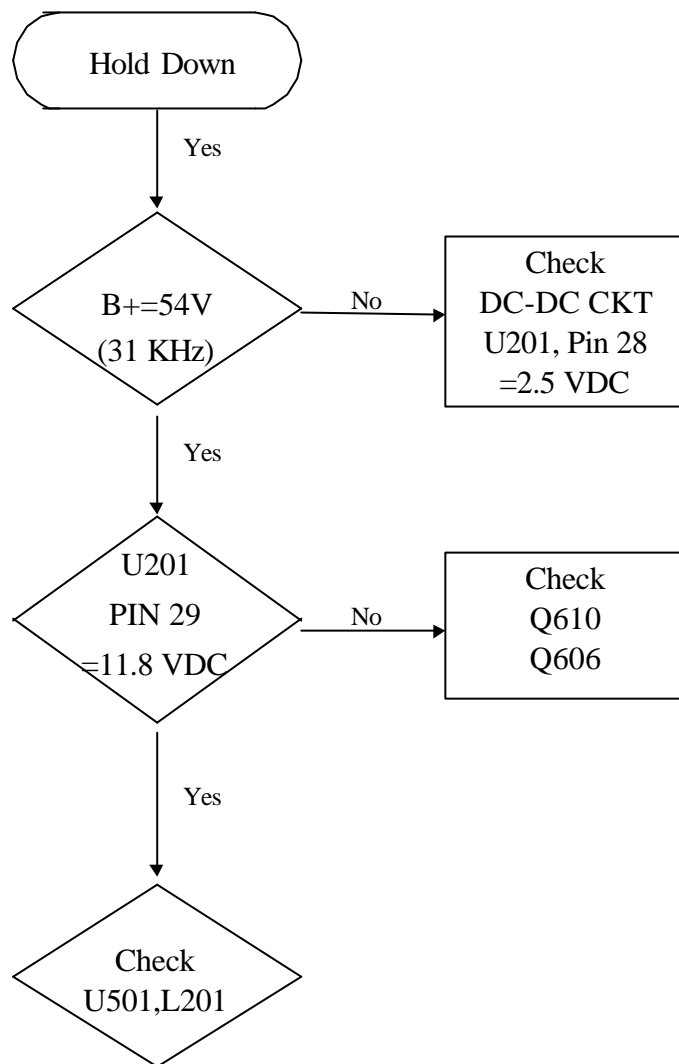 Hold Down
Yes
B+=54V
(31 KHz)
No
Check
DC-DC CKT
U201, Pin 28
=2.5 VDC
Yes
U201
PIN 29
=11.8 VDC
No
Check
Q610
Q606
Yes
Check
U501,L201